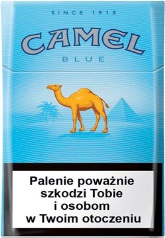 SINCE 1913
CAMEL
BLUE
Palenie poważnie
szkodzi Tobie
i osobom
w Twoim otoczeniu